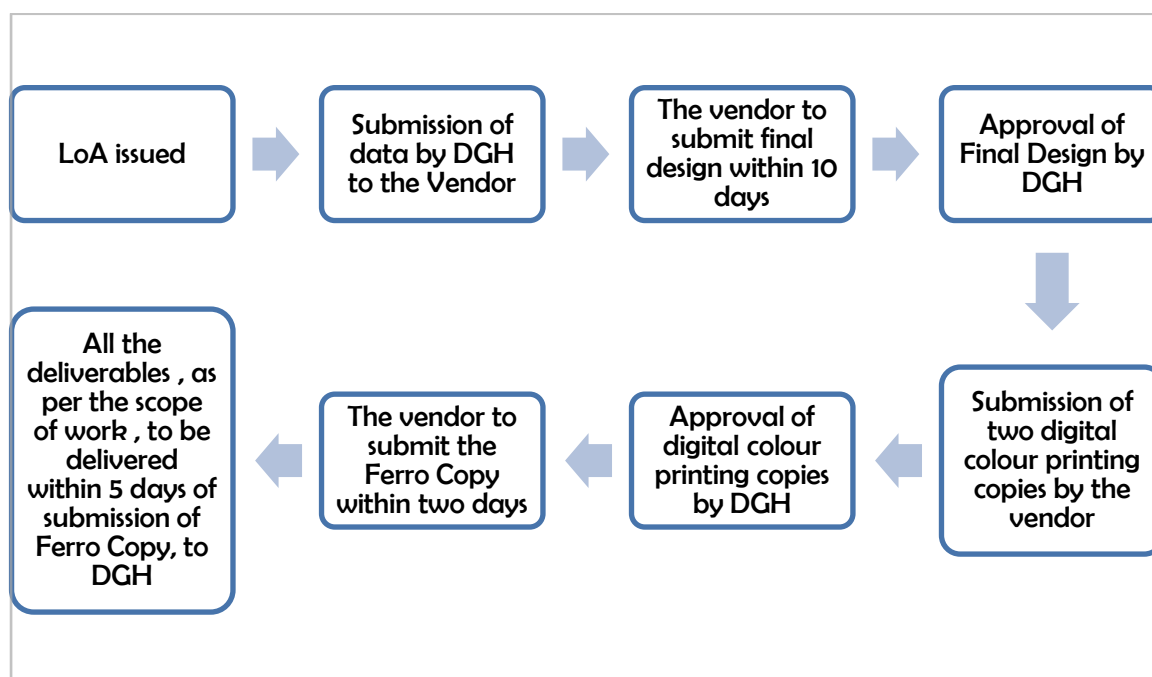 LoA issued
Submission of
data by DGH
to the Vendor
The vendor to
submit final
design within 10
days
Approval of
Final Design by
DGH
Submission of
two digital
colour printing
copies by the
vendor
Approval of
digital colour
printing copies
by DGH
The vendor to
submit the
Ferro Copy
within two days
All the
deliverables , as
per the scope
of work , to be
delivered
within 5 days of
submission of
Ferro Copy, to
DGH